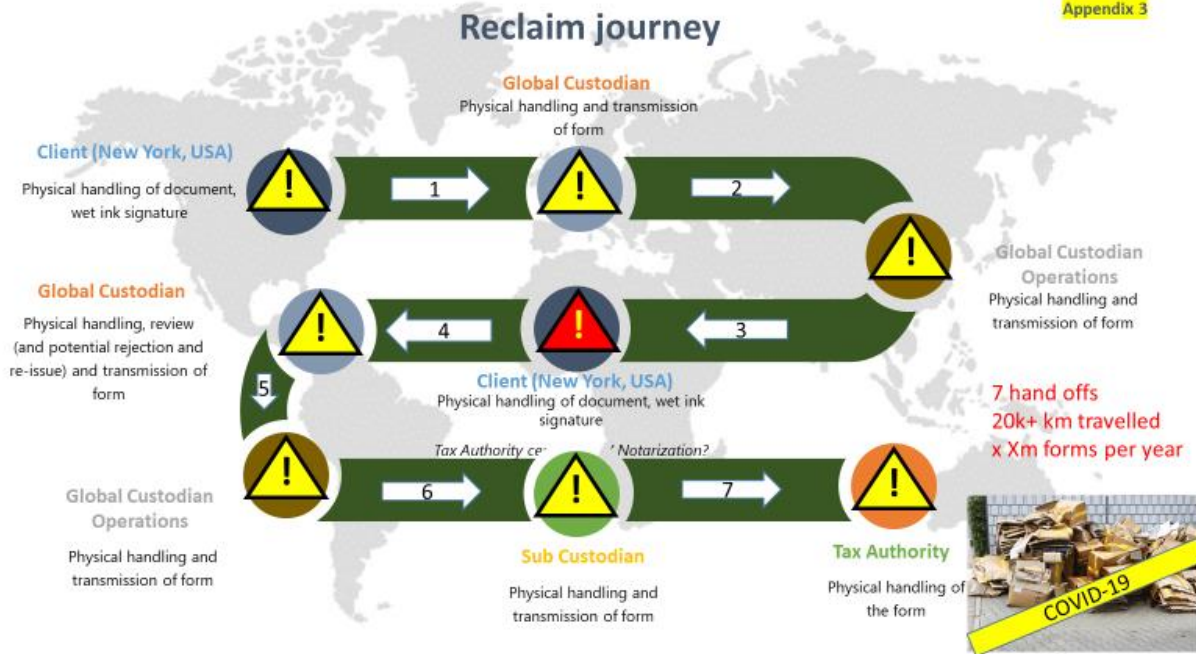 Appendix 3
Reclaim journey
Global Custodian
Physical handling and transmission
of form
Client (New York, USA)
Physical handling of document,
wet ink signature
!
1
!
2
!
Global Custodian
Operations
Physical handling and
transmission of form
Global Custodian
Physical handling, review
(and potential rejection and
re-issue) and transmission of
form
!
4
!
3
Client (New York, USA)
Physical handling of document, wet ink
signature
Tax Authority Notarization?
5
7 hand offs
20k+ km travelled
x Xm forms per year
!
6
!
7
!
Global Custodian
Operations
Physical handling and
transmission of form
Sub Custodian
Physical handling and
transmission of form
Tax Authority
Physical handling of
the form
COVID-19